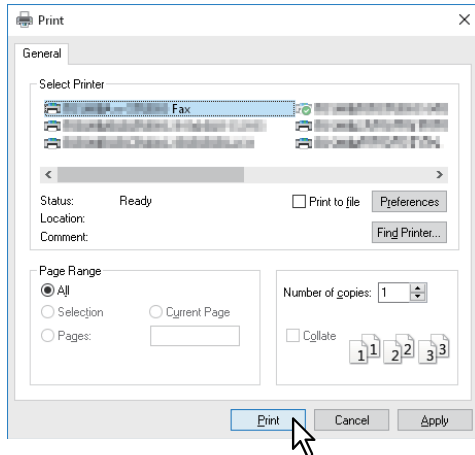 Print
General
Select Printer
Fax
Status: Ready
Location:
Comment:
Print to file
Preferences
Find Printer...
Page Range
All
Selection
Current Page
Pages:
Number of copies: 1
Collate
1 1 2 2 3 3
Print
Cancel
Apply